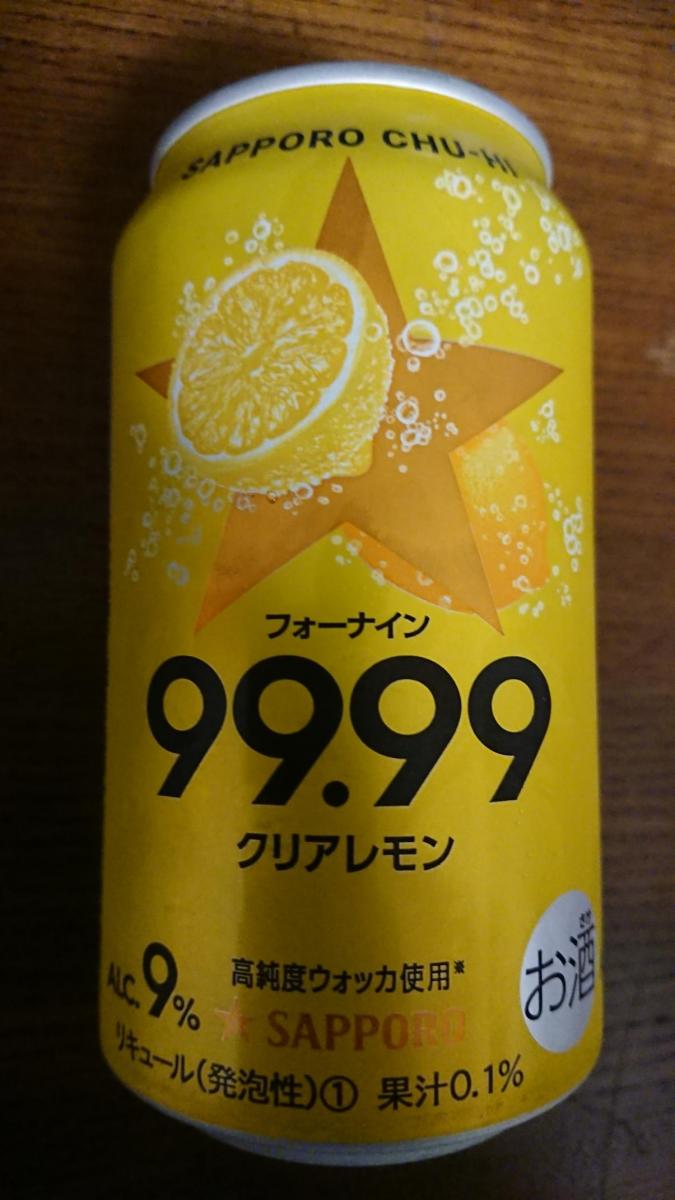 SAPPORO CHU-HI
フォーナイン
99.99
クリアレモン
ALC.9%
高純度ウォッカ使用※
さけ
お酒
★ SAPPORO
リキュール(発泡性)① 果汁0.1%